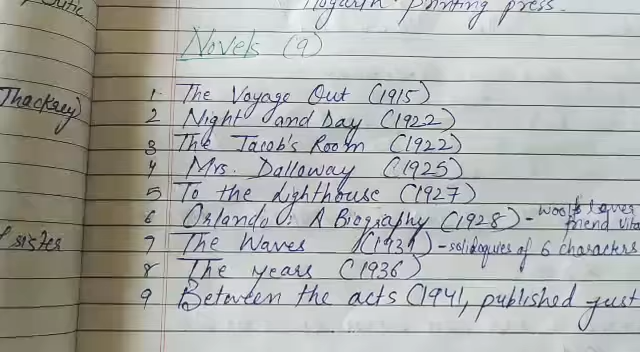 Hogarth Printing press.
Novels (9)
Thackrey)
1. The Voyage Out (1915)
2 Night and Day (1922)
3 The Jacob's Room (1922)
4 Mrs. Dalloway (1925)
5 To the Lighthouse (1927)
6 Orlando: A Biography (1928) - Woolf's lover
friend Vita
f sister
7 The Waves (1931) - soliloquies of 6 characters
8 The years (1936)
9 Between the acts (1941, published just